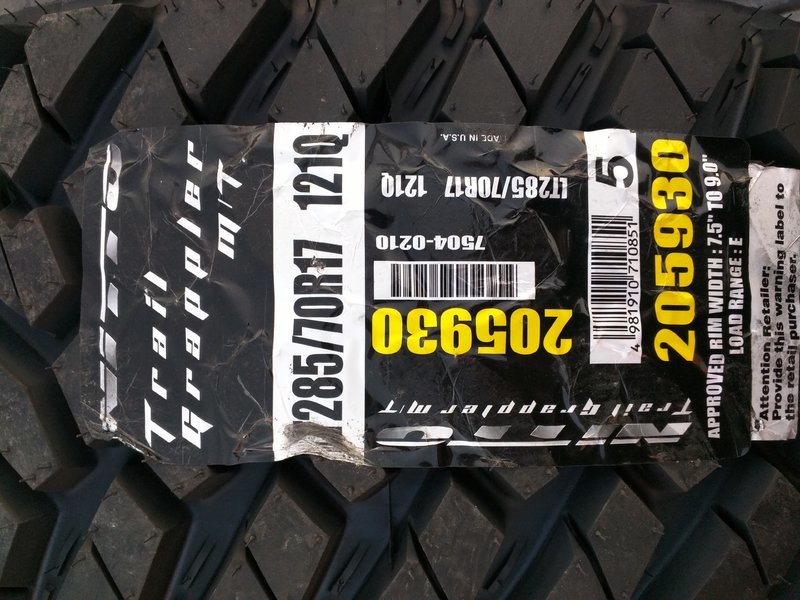 NITTO
Trail
Grappler
M/T
285/70R17 121Q
MADE IN U.S.A.
LT285/70R17 121Q
7504-0210
205930
NITTO
Trail Grappler M/T
5
4 981910 710851
205930
APPROVED RIM WIDTH : 7.5" TO 9.0"
LOAD RANGE : E
"Attention Retailer:
Provide this warning label to
the retail purchaser.